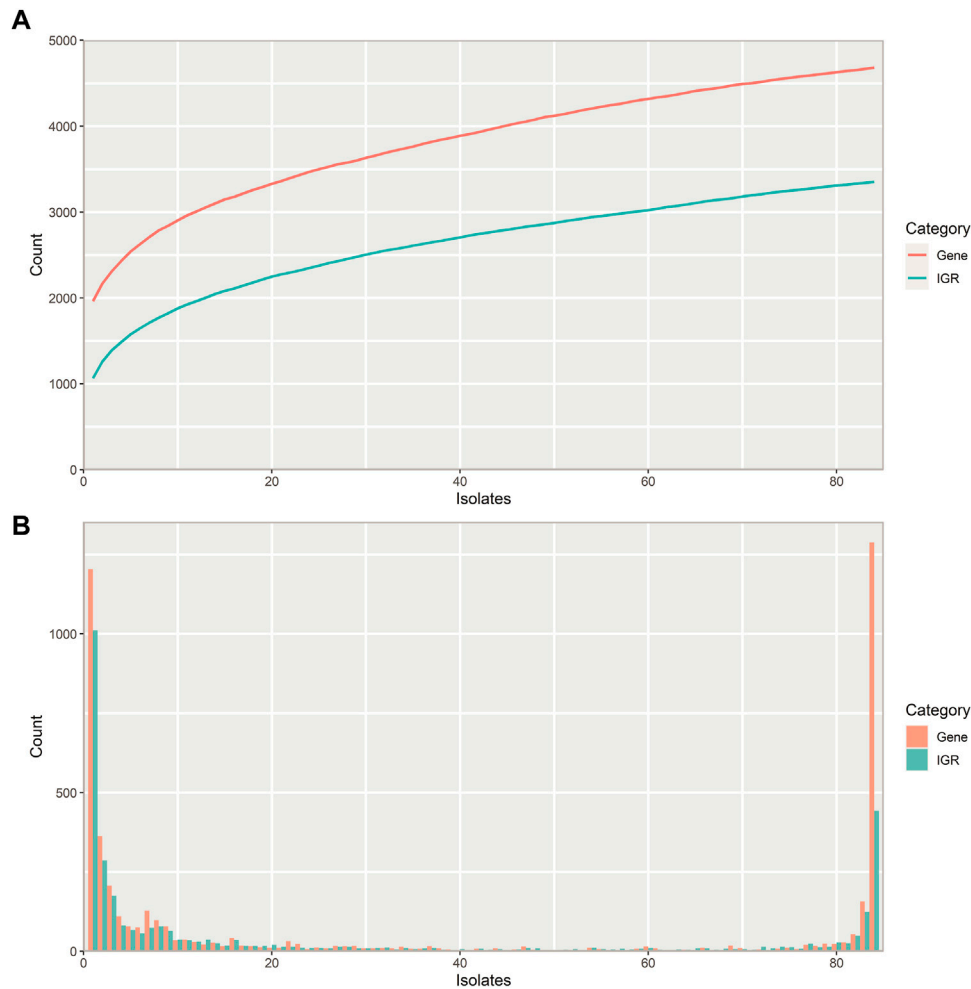 A
5000
4000
3000
2000
1000
0
Count
0 20 40 60 80
Isolates
Category
Gene
IGR
B
1000
500
0
Count
0 20 40 60 80
Isolates
Category
Gene
IGR